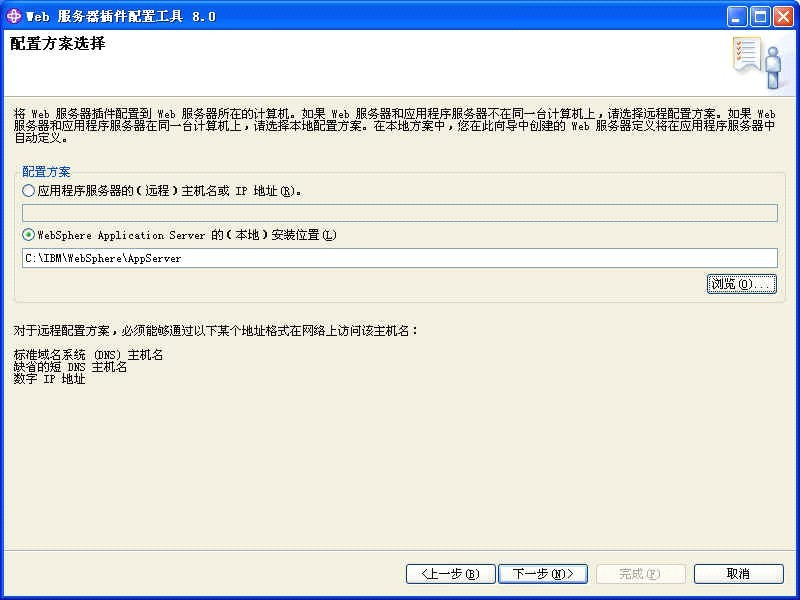 Web 服务器插件配置工具 8.0
配置方案选择
将 Web 服务器插件配置到 Web 服务器所在的计算机。如果 Web 服务器和应用程序服务器不在同一台计算机上，请选择远程配置方案。如果 Web
服务器和应用程序服务器在同一台计算机上，请选择本地配置方案。在本地方案中，您在此向导中创建的 Web 服务器定义将在应用程序服务器中
自动定义。
配置方案
应用程序服务器的（远程）主机名或 IP 地址(R)。
WebSphere Application Server 的（本地）安装位置(L)
C:\IBM\WebSphere\AppServer
浏览(O)...
对于远程配置方案，必须能够通过以下某个地址格式在网络上访问该主机名：
标准域名系统 (DNS) 主机名
缺省的短 DNS 主机名
数字 IP 地址
<上一步(B) 下一步(N)> 完成(F) 取消